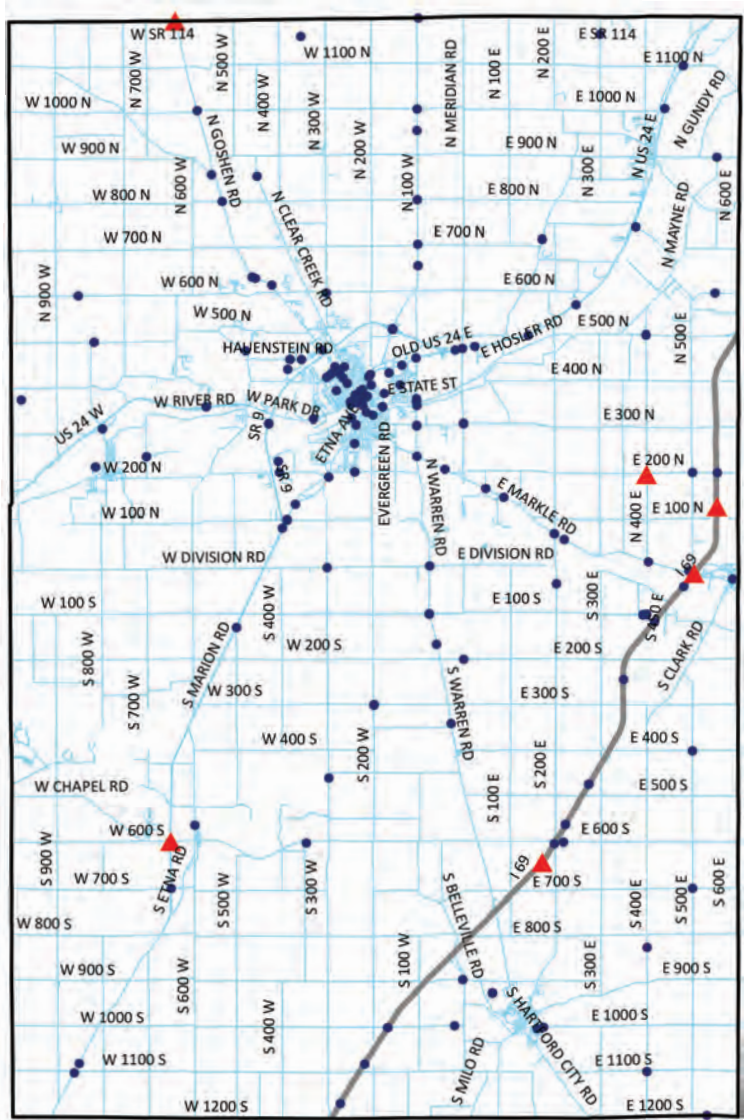 W SR 114
E SR 114
W 1100 N
E 1100 N
N 700 W
N 500 W
N 400 W
N 300 W
N 200 W
N MERIDIAN RD
N 100 E
N 200 E
W 1000 N
E 1000 N
N GUNDY RD
N GOSHEN RD
W 900 N
E 900 N
N US 24 E
N 600 W
N 100 W
N 300 E
W 800 N
E 800 N
N MAYNE RD
N 600 E
N CLEAR CREEK RD
W 700 N
E 700 N
N 900 W
W 600 N
E 600 N
W 500 N
E 500 N
N 500 E
HAUENSTEIN RD
OLD US 24 E
E HOSLER RD
E 400 N
E STATE ST
W RIVER RD
W PARK DR
US 24 W
SR 9
ETNA AVE
E 300 N
EVERGREEN RD
W 200 N
SR 9
N WARREN RD
E 200 N
E MARKLE RD
N 400 E
E 100 N
W 100 N
W DIVISION RD
E DIVISION RD
I 69
W 100 S
S 400 W
E 100 S
S 300 E
S 450 E
S 800 W
S MARION RD
W 200 S
E 200 S
S CLARK RD
S 700 W
W 300 S
S WARREN RD
E 300 S
W 400 S
S 200 W
E 400 S
W CHAPEL RD
S 100 E
S 200 E
E 500 S
W 600 S
E 600 S
S 900 W
S ETNA RD
W 700 S
S 500 W
S 300 W
I 69
E 700 S
S BELLEVILLE RD
S 400 E
S 500 E
S 600 E
W 800 S
E 800 S
W 900 S
S 600 W
S 100 W
S 300 E
E 900 S
W 1000 S
S 400 W
S HARTFORD CITY RD
E 1000 S
W 1100 S
S MILO RD
E 1100 S
W 1200 S
E 1200 S